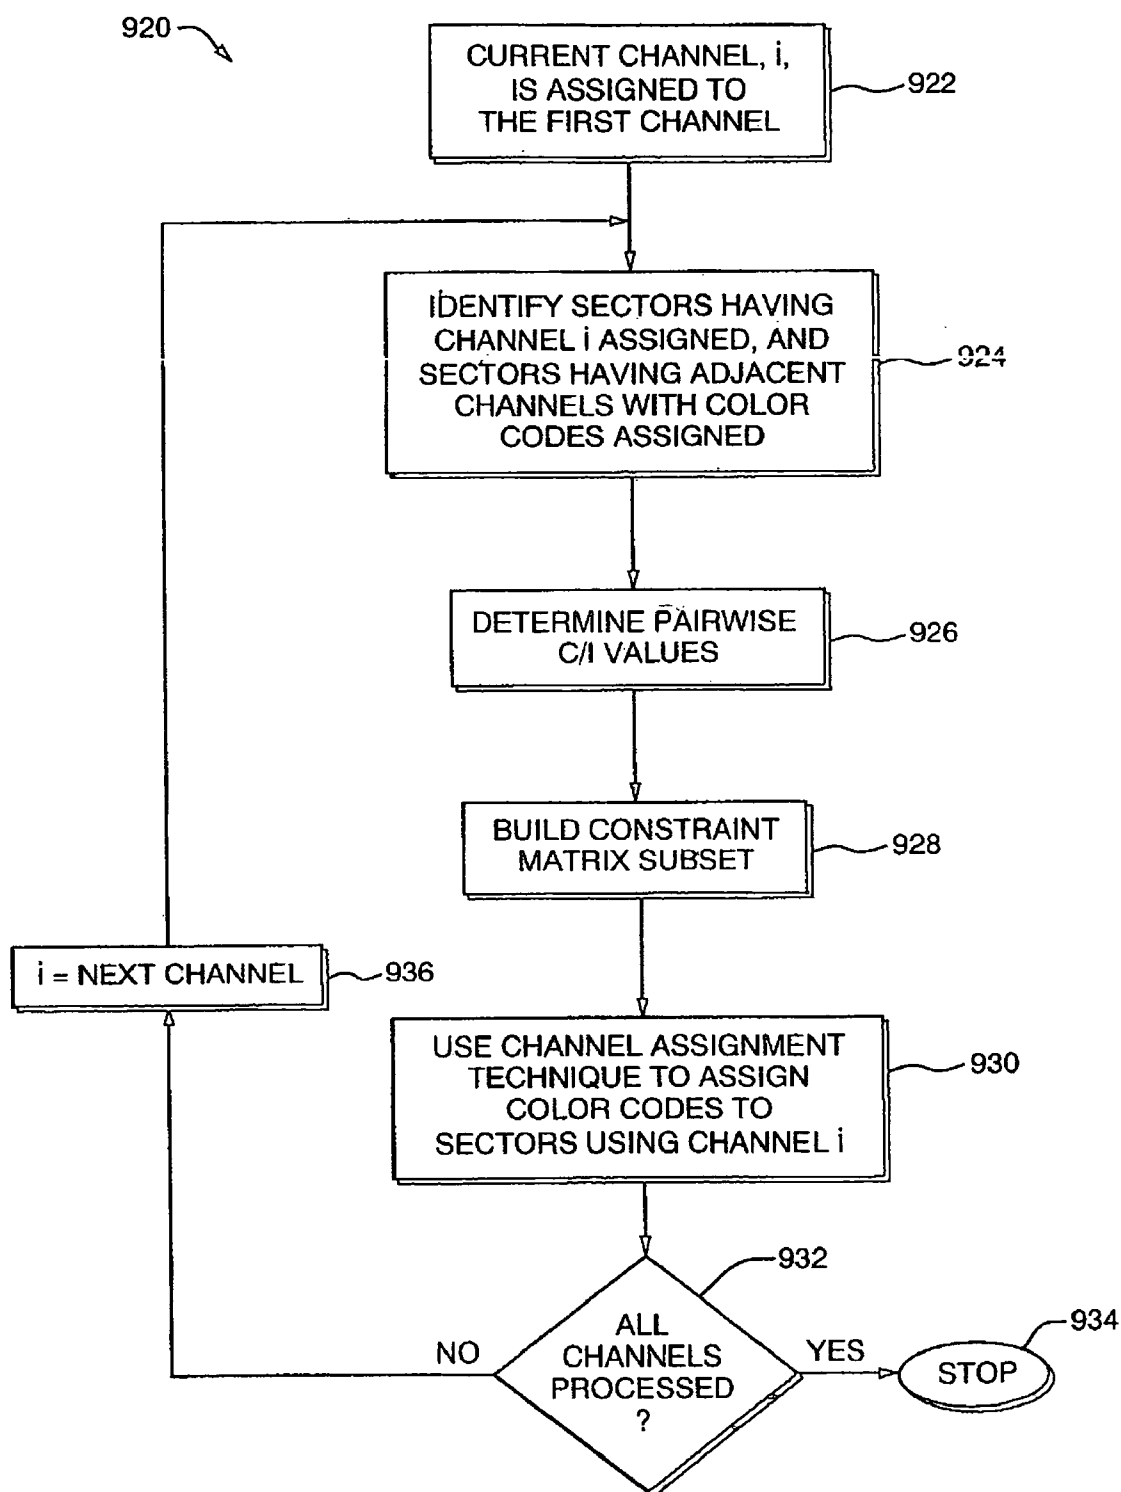 920
CURRENT CHANNEL, i,
IS ASSIGNED TO
THE FIRST CHANNEL
922
IDENTIFY SECTORS HAVING
CHANNEL i ASSIGNED, AND
SECTORS HAVING ADJACENT
CHANNELS WITH COLOR
CODES ASSIGNED
924
DETERMINE PAIRWISE
C/I VALUES
926
BUILD CONSTRAINT
MATRIX SUBSET
928
i = NEXT CHANNEL
936
USE CHANNEL ASSIGNMENT
TECHNIQUE TO ASSIGN
COLOR CODES TO
SECTORS USING CHANNEL i
930
ALL
CHANNELS
PROCESSED
?
932
NO
YES
STOP
934